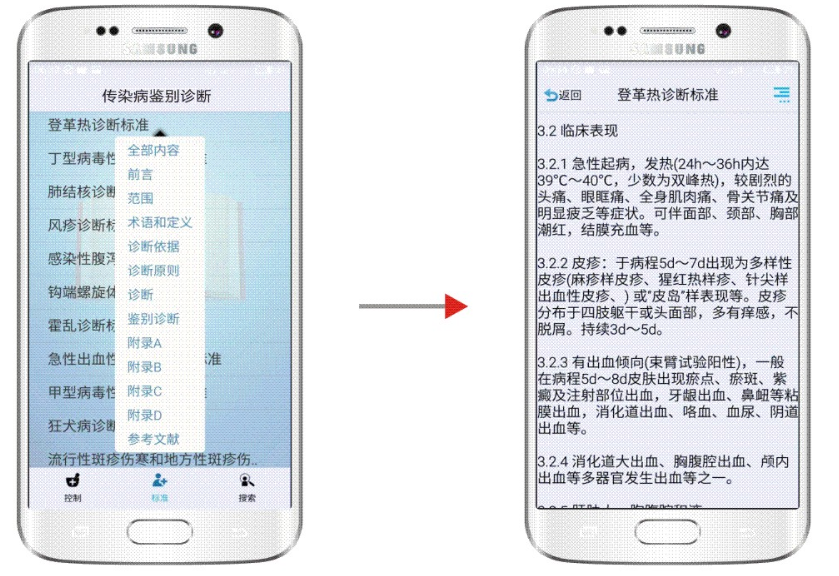 SAMSUNG
传染病鉴别诊断
登革热诊断标准
丁型病毒性
肺结核诊断
风疹诊断标
感染性腹泻
钩端螺旋体
霍乱诊断标
急性出血性
准
甲型病毒性
狂犬病诊断
流行性斑疹伤寒和地方性斑疹伤..
全部内容
前言
范围
术语和定义
诊断依据
诊断原则
诊断
鉴别诊断
附录A
附录B
附录C
附录D
参考文献
控制
标准
搜索
SAMSUNG
返回
登革热诊断标准
3.2 临床表现
3.2.1 急性起病，发热(24h～36h内达
39°C～40°C，少数为双峰热)，较剧烈的
头痛、眼眶痛、全身肌肉痛、骨关节痛及
明显疲乏等症状。可伴面部、颈部、胸部
潮红，结膜充血等。
3.2.2 皮疹：于病程5d～7d出现为多样性
皮疹(麻疹样皮疹、猩红热样疹、针尖样
出血性皮疹、) 或"皮岛"样表现等。皮疹
分布于四肢躯干或头面部，多有痒感，不
脱屑。持续3d～5d。
3.2.3 有出血倾向(束臂试验阳性)，一般
在病程5d～8d皮肤出现瘀点、瘀斑、紫
癜及注射部位出血，牙龈出血、鼻衄等粘
膜出血，消化道出血、咯血、血尿、阴道
出血等。
3.2.4 消化道大出血、胸腹腔出血、颅内
出血等多器官发生出血等之一。